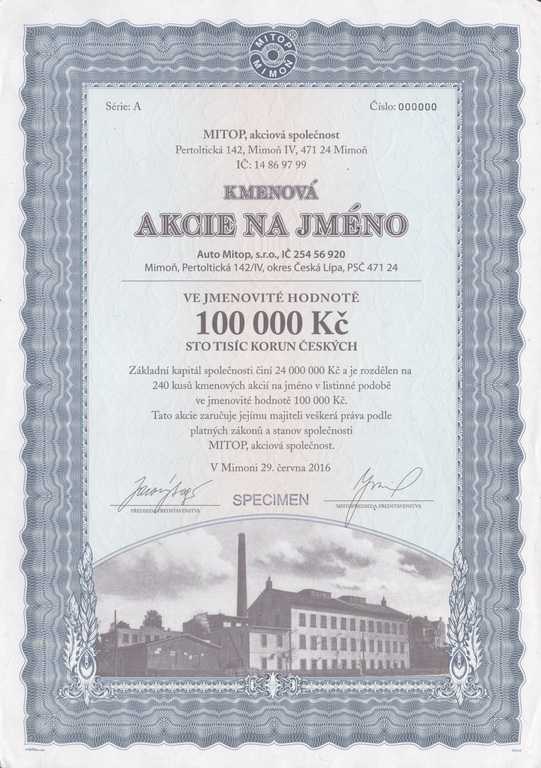 MITOP
MIMOŇ
Série: A
Číslo: 000000
MITOP, akciová společnost
Pertoltická 142, Mimoň IV, 471 24 Mimoň
IČ: 14 86 97 99
KMENOVÁ
AKCIE NA JMÉNO
Auto Mitop, s.r.o., IČ 254 56 920
Mimoň, Pertoltická 142/IV, okres Česká Lípa, PSČ 471 24
VE JMENOVITÉ HODNOTĚ
100 000 Kč
STO TISÍC KORUN ČESKÝCH
Základní kapitál společnosti činí 24 000 000 Kč a je rozdělen na
240 kusů kmenových akcií na jméno v listinné podobě
ve jmenovité hodnotě 100 000 Kč.
Tato akcie zaručuje jejímu majiteli veškerá práva podle
platných zákonů a stanov společnosti
MITOP, akciová společnost.
V Mimoni 29. června 2016
SPECIMEN
PŘEDSEDA PŘEDSTAVENSTVA
MÍSTOPŘEDSEDA PŘEDSTAVENSTVA